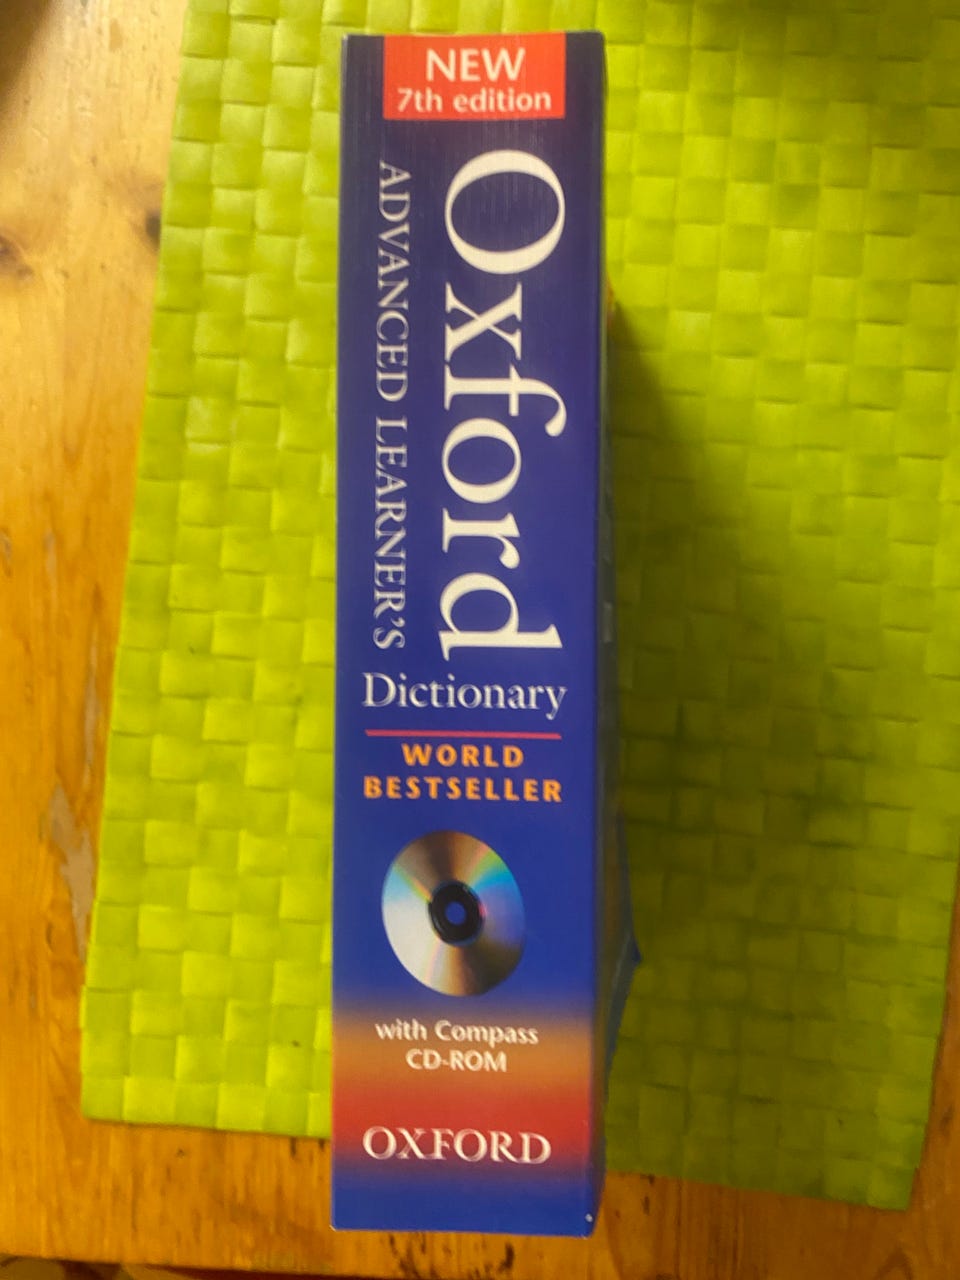 NEW
7th edition
Oxford
ADVANCED LEARNER'S
Dictionary
WORLD
BESTSELLER
with Compass
CD-ROM
OXFORD